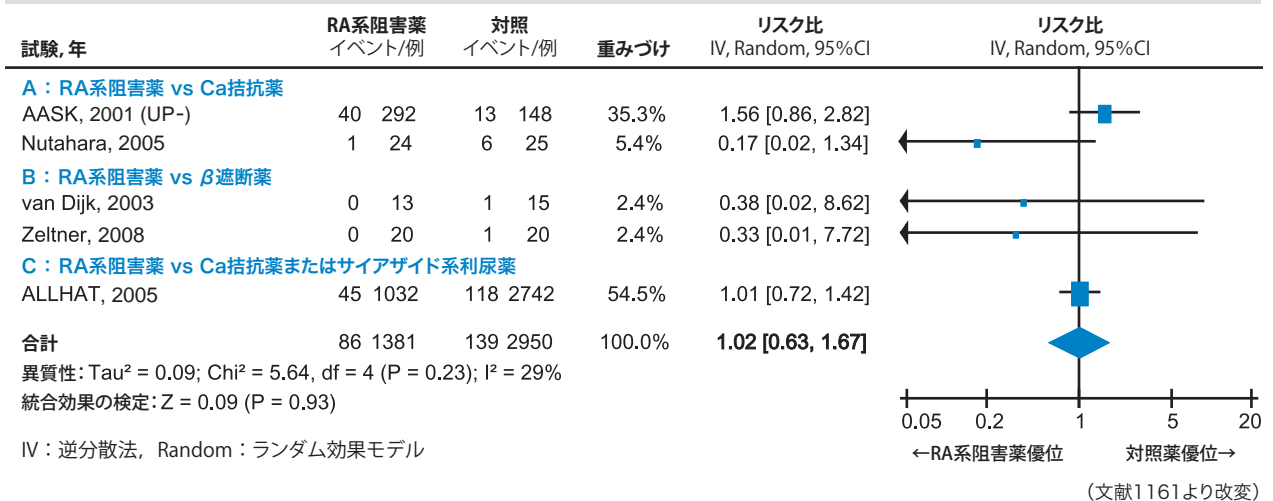 RA系阻害薬 対照 リスク比 リスク比
試験, 年 イベント/例 イベント/例 重みづけ IV, Random, 95%CI IV, Random, 95%CI
A：RA系阻害薬 vs Ca拮抗薬
AASK, 2001 (UP-) 40 292 13 148 35.3% 1.56 [0.86, 2.82]
Nutahara, 2005 1 24 6 25 5.4% 0.17 [0.02, 1.34]
B：RA系阻害薬 vs β遮断薬
van Dijk, 2003 0 13 1 15 2.4% 0.38 [0.02, 8.62]
Zeltner, 2008 0 20 1 20 2.4% 0.33 [0.01, 7.72]
C：RA系阻害薬 vs Ca拮抗薬またはサイアザイド系利尿薬
ALLHAT, 2005 45 1032 118 2742 54.5% 1.01 [0.72, 1.42]
合計 86 1381 139 2950 100.0% 1.02 [0.63, 1.67]
異質性：Tau² = 0.09; Chi² = 5.64, df = 4 (P = 0.23); I² = 29%
統合効果の検定：Z = 0.09 (P = 0.93)
0.05 0.2 1 5 20
IV：逆分散法，Random：ランダム効果モデル
←RA系阻害薬優位 対照薬優位→
（文献1161より改変）